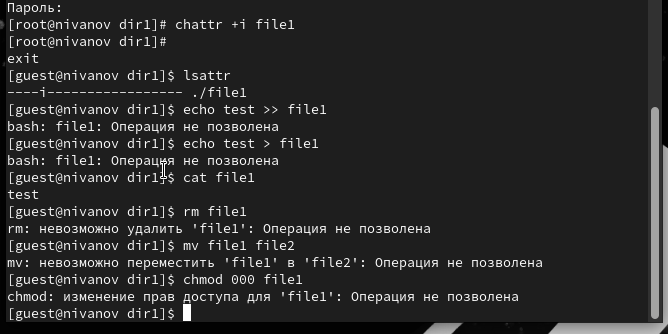 Пароль:
[root@nivanov dir1]# chattr +i file1
[root@nivanov dir1]#
exit
[guest@nivanov dir1]$ lsattr
----i----------------- ./file1
[guest@nivanov dir1]$ echo test >> file1
bash: file1: Операция не позволена
[guest@nivanov dir1]$ echo test > file1
bash: file1: Операция не позволена
[guest@nivanov dir1]$ cat file1
test
[guest@nivanov dir1]$ rm file1
rm: невозможно удалить 'file1': Операция не позволена
[guest@nivanov dir1]$ mv file1 file2
mv: невозможно переместить 'file1' в 'file2': Операция не позволена
[guest@nivanov dir1]$ chmod 000 file1
chmod: изменение прав доступа для 'file1': Операция не позволена
[guest@nivanov dir1]$